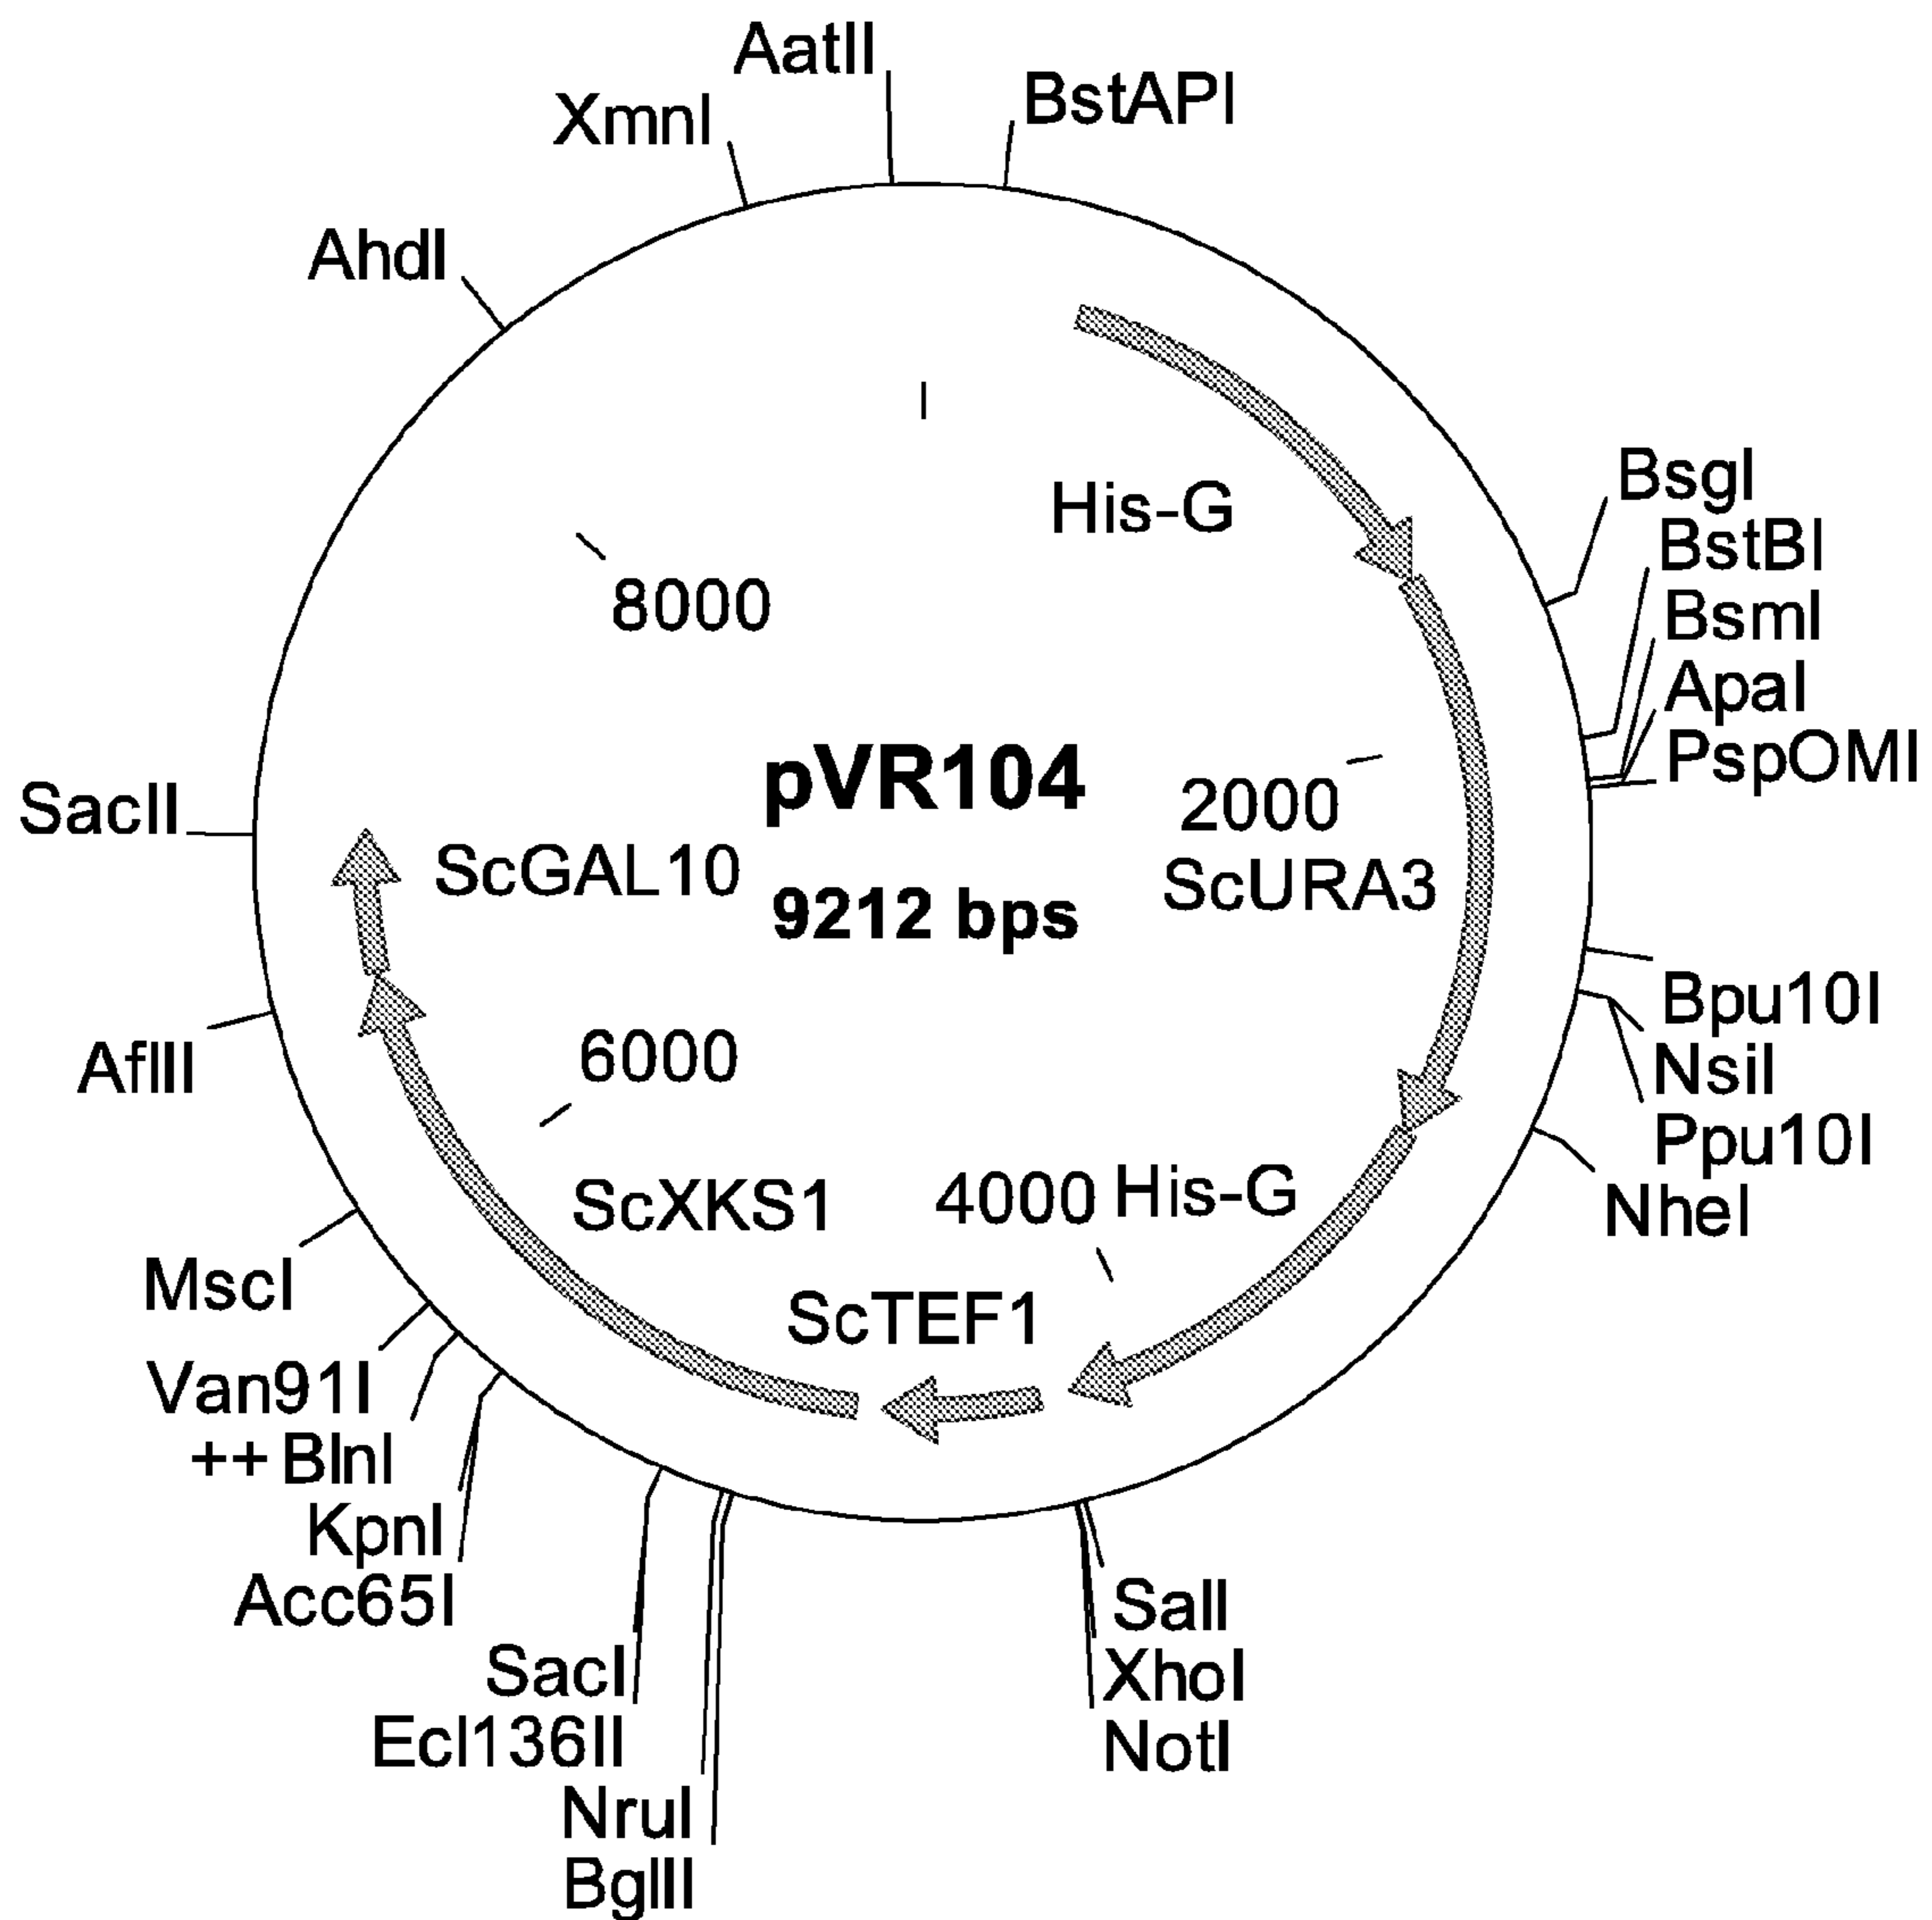 AatII
BstAPI
XmnI
AhdI
His-G
BsgI
BstBI
BsmI
ApaI
PspOMI
8000
pVR104
9212 bps
2000
ScURA3
SacII
ScGAL10
Bpu10I
NsiI
Ppu10I
NheI
AflII
6000
ScXKS1
4000
His-G
ScTEF1
MscI
Van91I
++ BlnI
KpnI
Acc65I
SacI
Ecl136II
NruI
BglII
SalI
XhoI
NotI